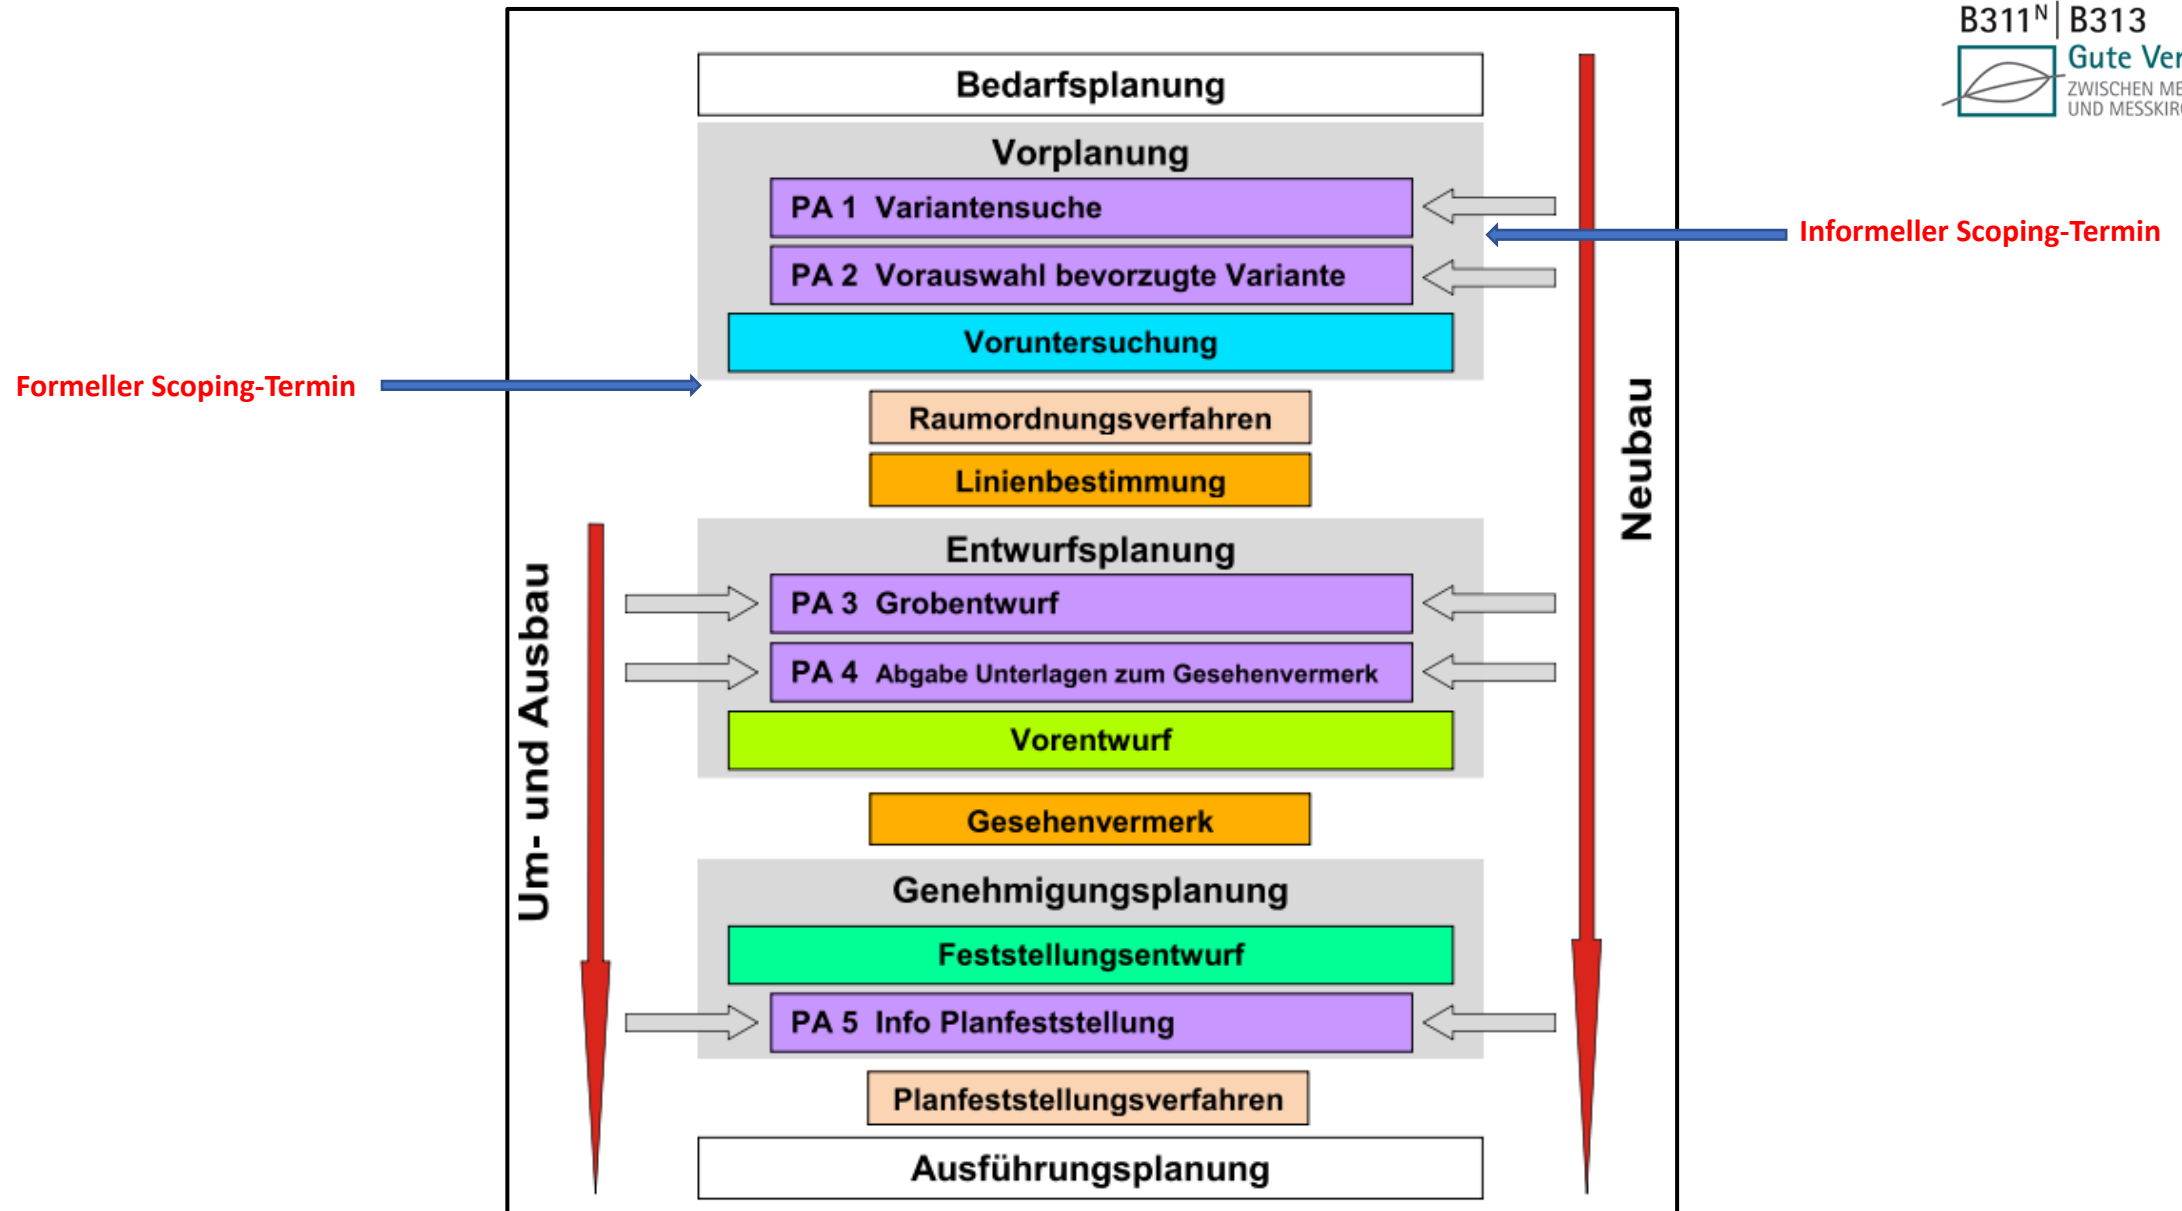 B311ᴺ | B313
Gute Ver
ZWISCHEN ME
UND MESSKIR
Bedarfsplanung
Vorplanung
PA 1 Variantensuche
Informeller Scoping-Termin
PA 2 Vorauswahl bevorzugte Variante
Voruntersuchung
Formeller Scoping-Termin
Raumordnungsverfahren
Linienbestimmung
Neubau
Entwurfsplanung
PA 3 Grobentwurf
PA 4 Abgabe Unterlagen zum Gesehenvermerk
Um- und Ausbau
Vorentwurf
Gesehenvermerk
Genehmigungsplanung
Feststellungsentwurf
PA 5 Info Planfeststellung
Planfeststellungsverfahren
Ausführungsplanung